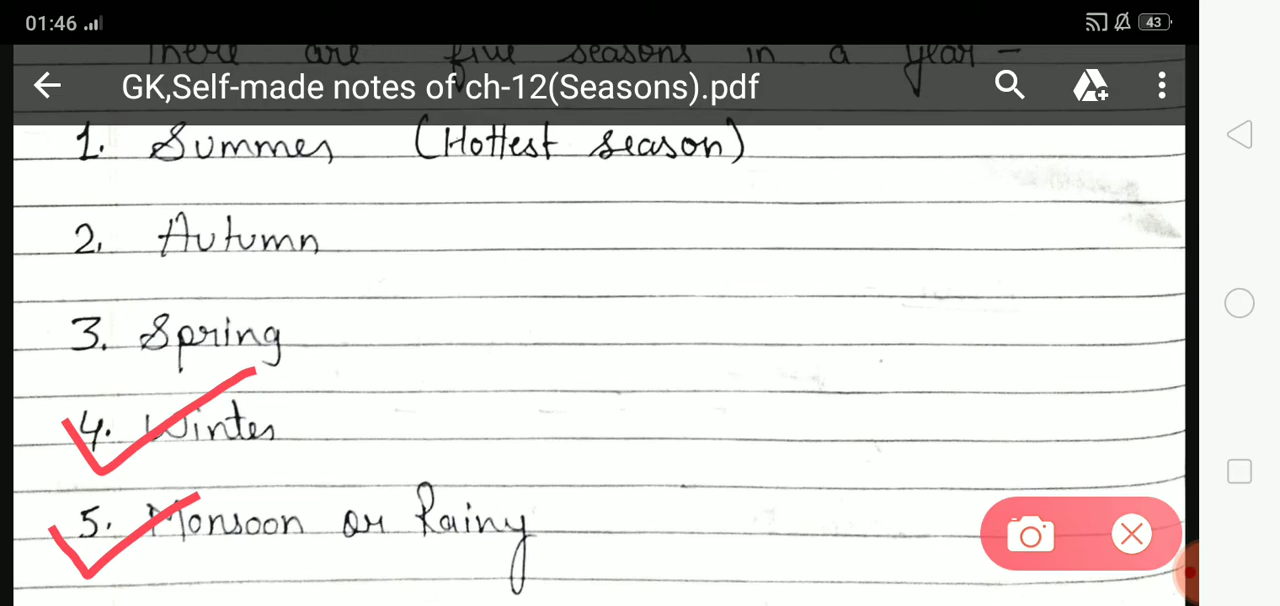 01:46 43
There are five seasons in a year -
GK,Self-made notes of ch-12(Seasons).pdf
1. Summer (Hottest season)
2. Autumn
3. Spring
4. Winter
5. Monsoon or Rainy